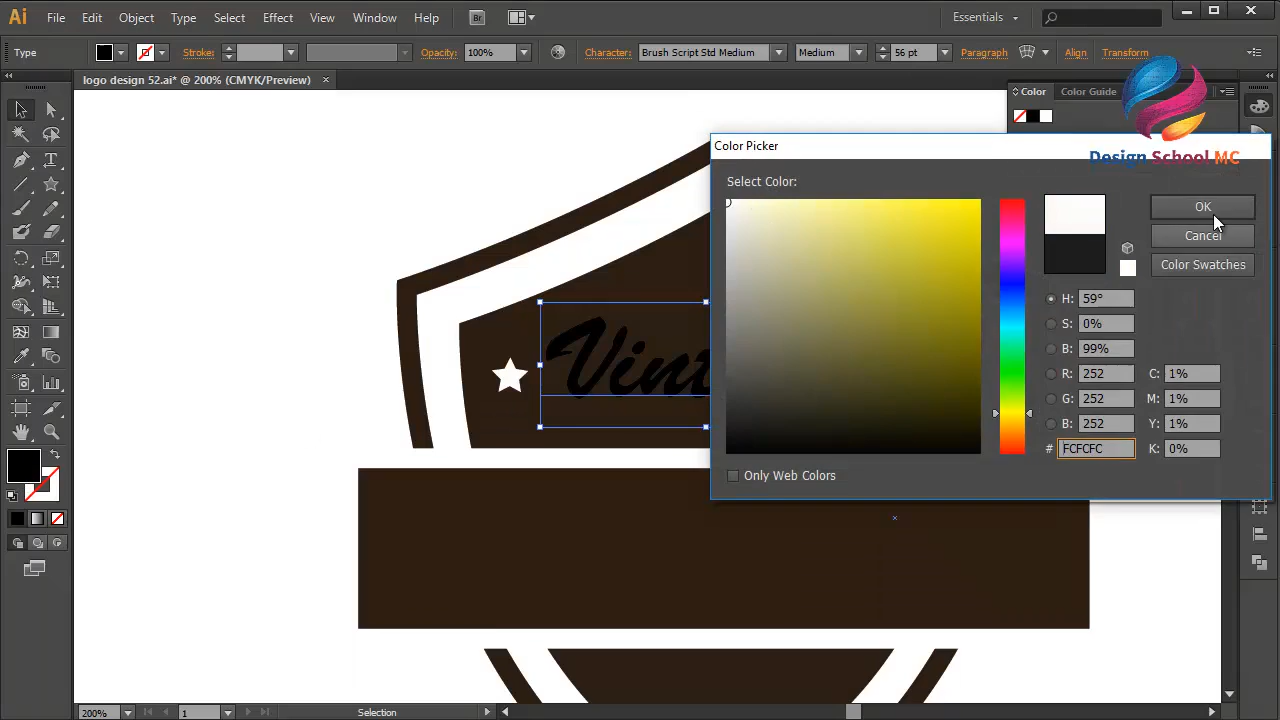 Ai File Edit Object Type Select Effect View Window Help Br Essentials
Type Stroke: Opacity: 100% Character: Brush Script Std Medium Medium 56 pt Paragraph Align Transform
logo design 52.ai* @ 200% (CMYK/Preview) ×
Color Color Guide
Design School MC
Color Picker
Select Color:
OK
Cancel
Color Swatches
H: 59°
S: 0%
B: 99%
R: 252 C: 1%
G: 252 M: 1%
B: 252 Y: 1%
# FCFCFC K: 0%
Only Web Colors
Vint
200% 1 Selection